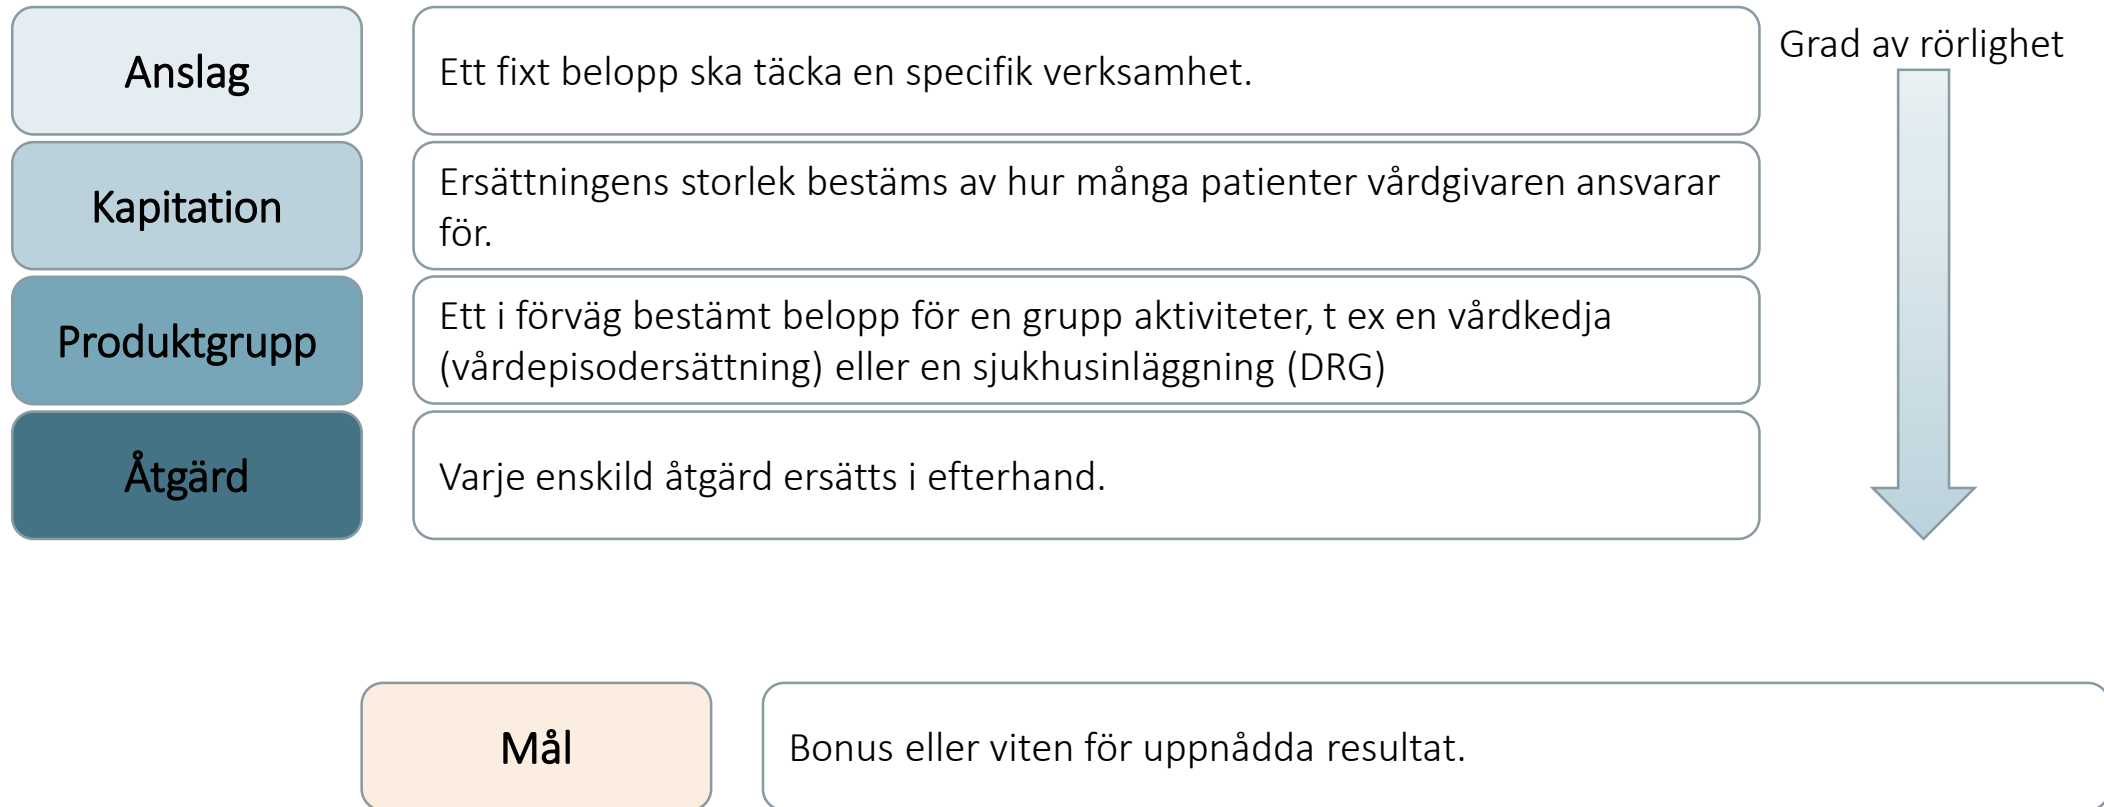 Anslag
Ett fixt belopp ska täcka en specifik verksamhet.
Grad av rörlighet
Kapitation
Ersättningens storlek bestäms av hur många patienter vårdgivaren ansvarar
för.
Produktgrupp
Ett i förväg bestämt belopp för en grupp aktiviteter, t ex en vårdkedja
(vårdepisodersättning) eller en sjukhusinläggning (DRG)
Åtgärd
Varje enskild åtgärd ersätts i efterhand.
Mål
Bonus eller viten för uppnådda resultat.